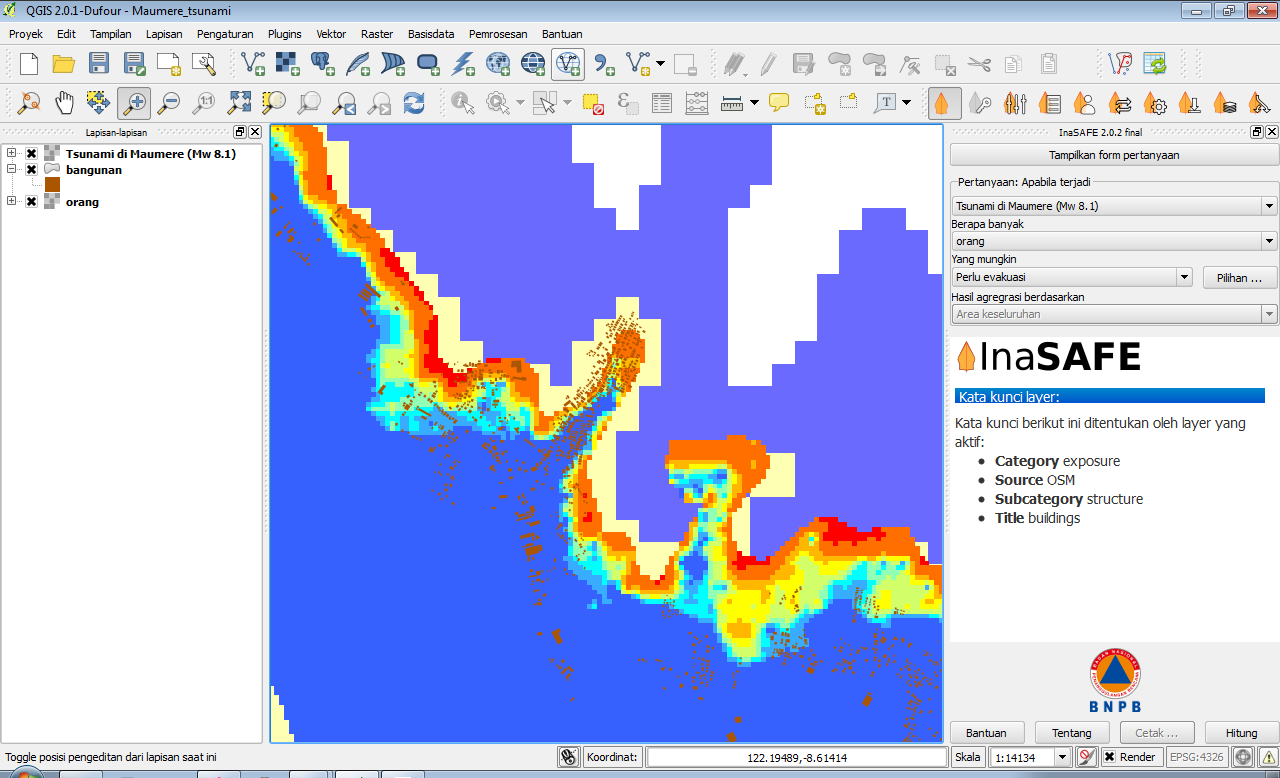 QGIS 2.0.1-Dufour - Maumere_tsunami
Proyek Edit Tampilan Lapisan Pengaturan Plugins Vektor Raster Basisdata Pemrosesan Bantuan
Lapisan-lapisan
Tsunami di Maumere (Mw 8.1)
bangunan
orang
InaSAFE 2.0.2 final
Tampilkan form pertanyaan
Pertanyaan: Apabila terjadi
Tsunami di Maumere (Mw 8.1)
Berapa banyak
orang
Yang mungkin
Perlu evakuasi
Pilihan ...
Hasil agregrasi berdasarkan
Area keseluruhan
InaSAFE
Kata kunci layer:
Kata kunci berikut ini ditentukan oleh layer yang
aktif:
Category exposure
Source OSM
Subcategory structure
Title buildings
BNPB
Bantuan Tentang Cetak ... Hitung
Toggle posisi pengeditan dari lapisan saat ini
Koordinat: 122.19489,-8.61414 Skala 1:14134 Render EPSG:4326